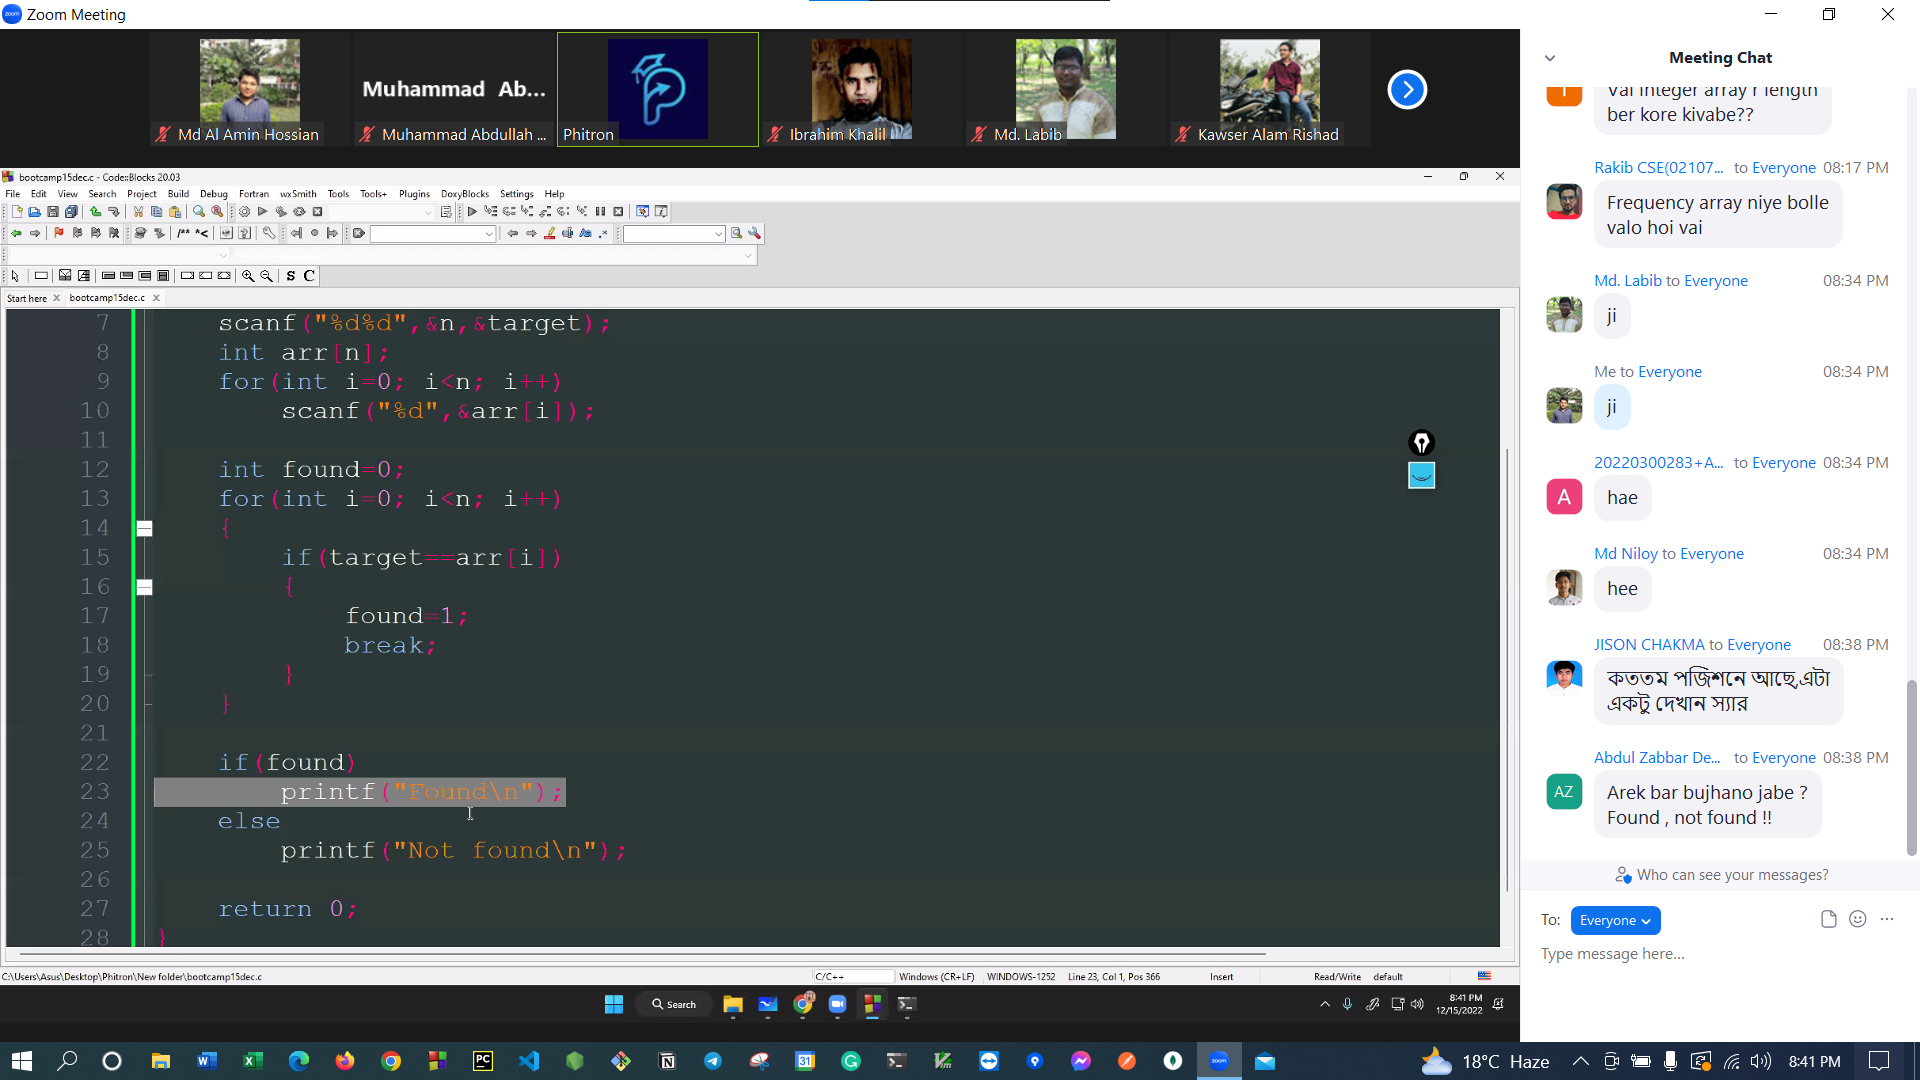 Zoom Meeting
Muhammad Ab...
Md Al Amin Hossian
Muhammad Abdullah ...
Phitron
Ibrahim Khalil
Md. Labib
Kawser Alam Rishad
bootcamp15dec.c - Code::Blocks 20.03
File Edit View Search Project Build Debug Fortran wxSmith Tools Tools+ Plugins DoxyBlocks Settings Help
Start here bootcamp15dec.c
7 scanf("%d%d",&n,&target);
8 int arr[n];
9 for(int i=0; i<n; i++)
10 scanf("%d",&arr[i]);
11
12 int found=0;
13 for(int i=0; i<n; i++)
14 {
15 if(target==arr[i])
16 {
17 found=1;
18 break;
19 }
20 }
21
22 if(found)
23 printf("Found\n");
24 else
25 printf("Not found\n");
26
27 return 0;
28 }
C:\Users\Asus\Desktop\Phitron\New folder\bootcamp15dec.c C/C++ Windows (CR+LF) WINDOWS-1252 Line 23, Col 1, Pos 366 Insert Read/Write default
Search
8:41 PM
12/15/2022
Meeting Chat
Vai integer array r length
ber kore kivabe??
Rakib CSE(02107... to Everyone 08:17 PM
Frequency array niye bolle
valo hoi vai
Md. Labib to Everyone 08:34 PM
ji
Me to Everyone 08:34 PM
ji
20220300283+A... to Everyone 08:34 PM
A
hae
Md Niloy to Everyone 08:34 PM
hee
JISON CHAKMA to Everyone 08:38 PM
কততম পজিশনে আছে,এটা
একটু দেখান স্যার
Abdul Zabbar De... to Everyone 08:38 PM
AZ
Arek bar bujhano jabe ?
Found , not found !!
Who can see your messages?
To: Everyone
Type message here...
18°C Haze
8:41 PM